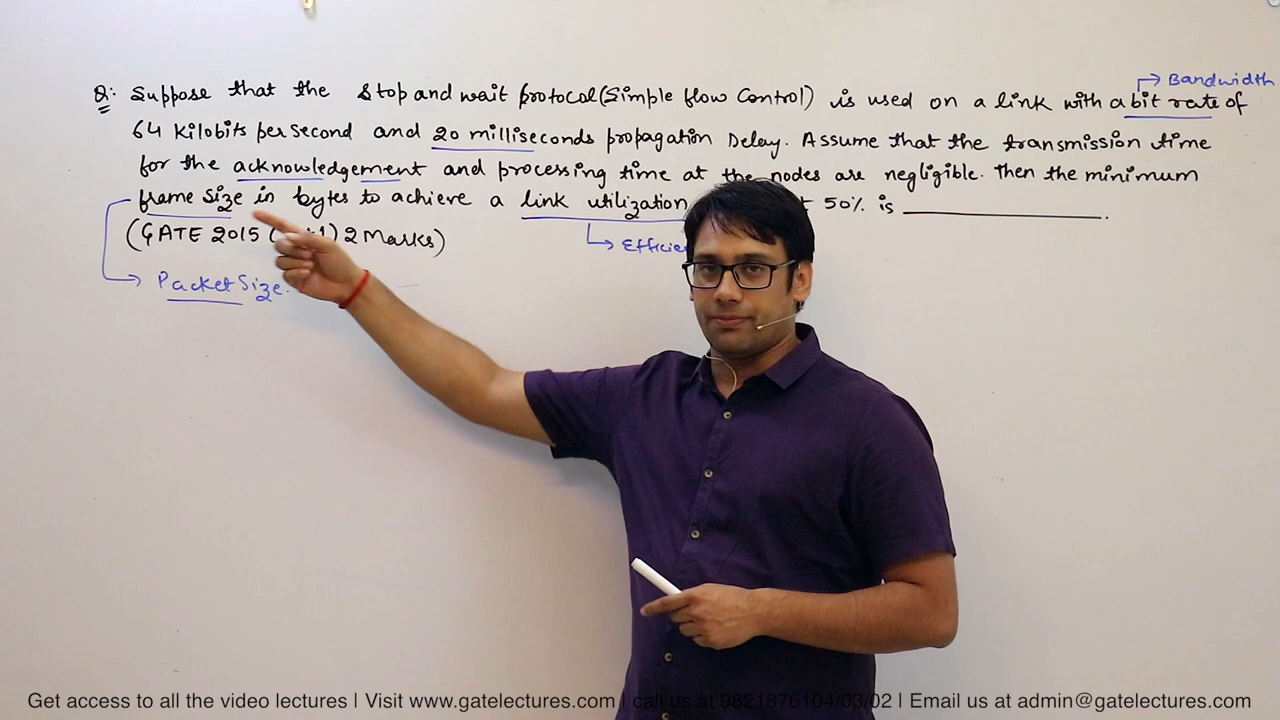 Bandwidth
Q: Suppose that the Stop and wait protocol (Simple flow Control) is used on a link with a bit rate of
64 kilobits per second and 20 milliseconds propagation Delay. Assume that the transmission time
for the acknowledgement and processing time at the nodes are negligible. Then the minimum
frame size in bytes to achieve a link utilization 50% is
(GATE 2015 2 Marks)
Packet Size.
Get access to all the video lectures | Visit www.gatelectures.com | call us at 9821876104/03/02 | Email us at admin@gatelectures.com